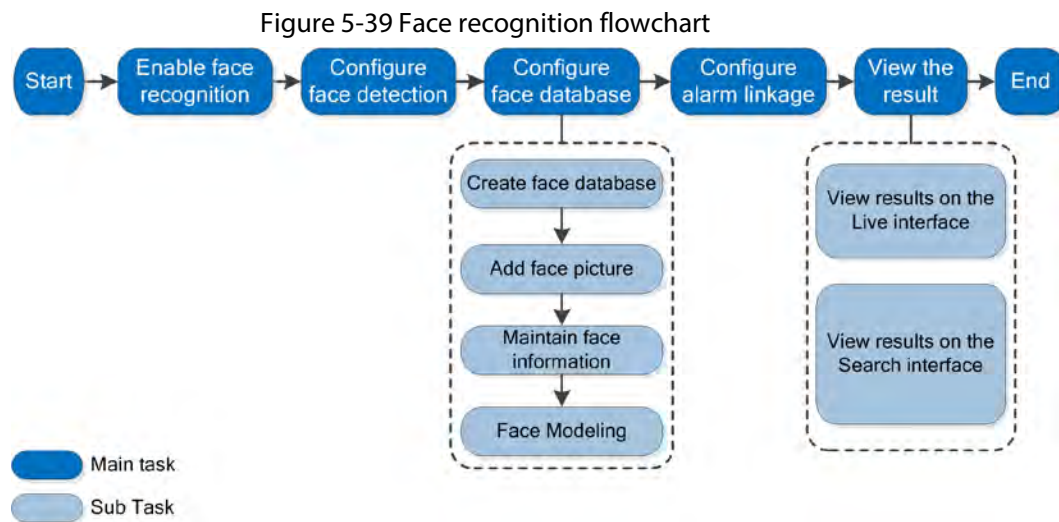 Figure 5-39 Face recognition flowchart
Start
Enable face
recognition
Configure
face detection
Configure
face database
Configure
alarm linkage
View the
result
End
Create face database
Add face picture
Maintain face
information
Face Modeling
View results on the
Live interface
View results on the
Search interface
Main task
Sub Task